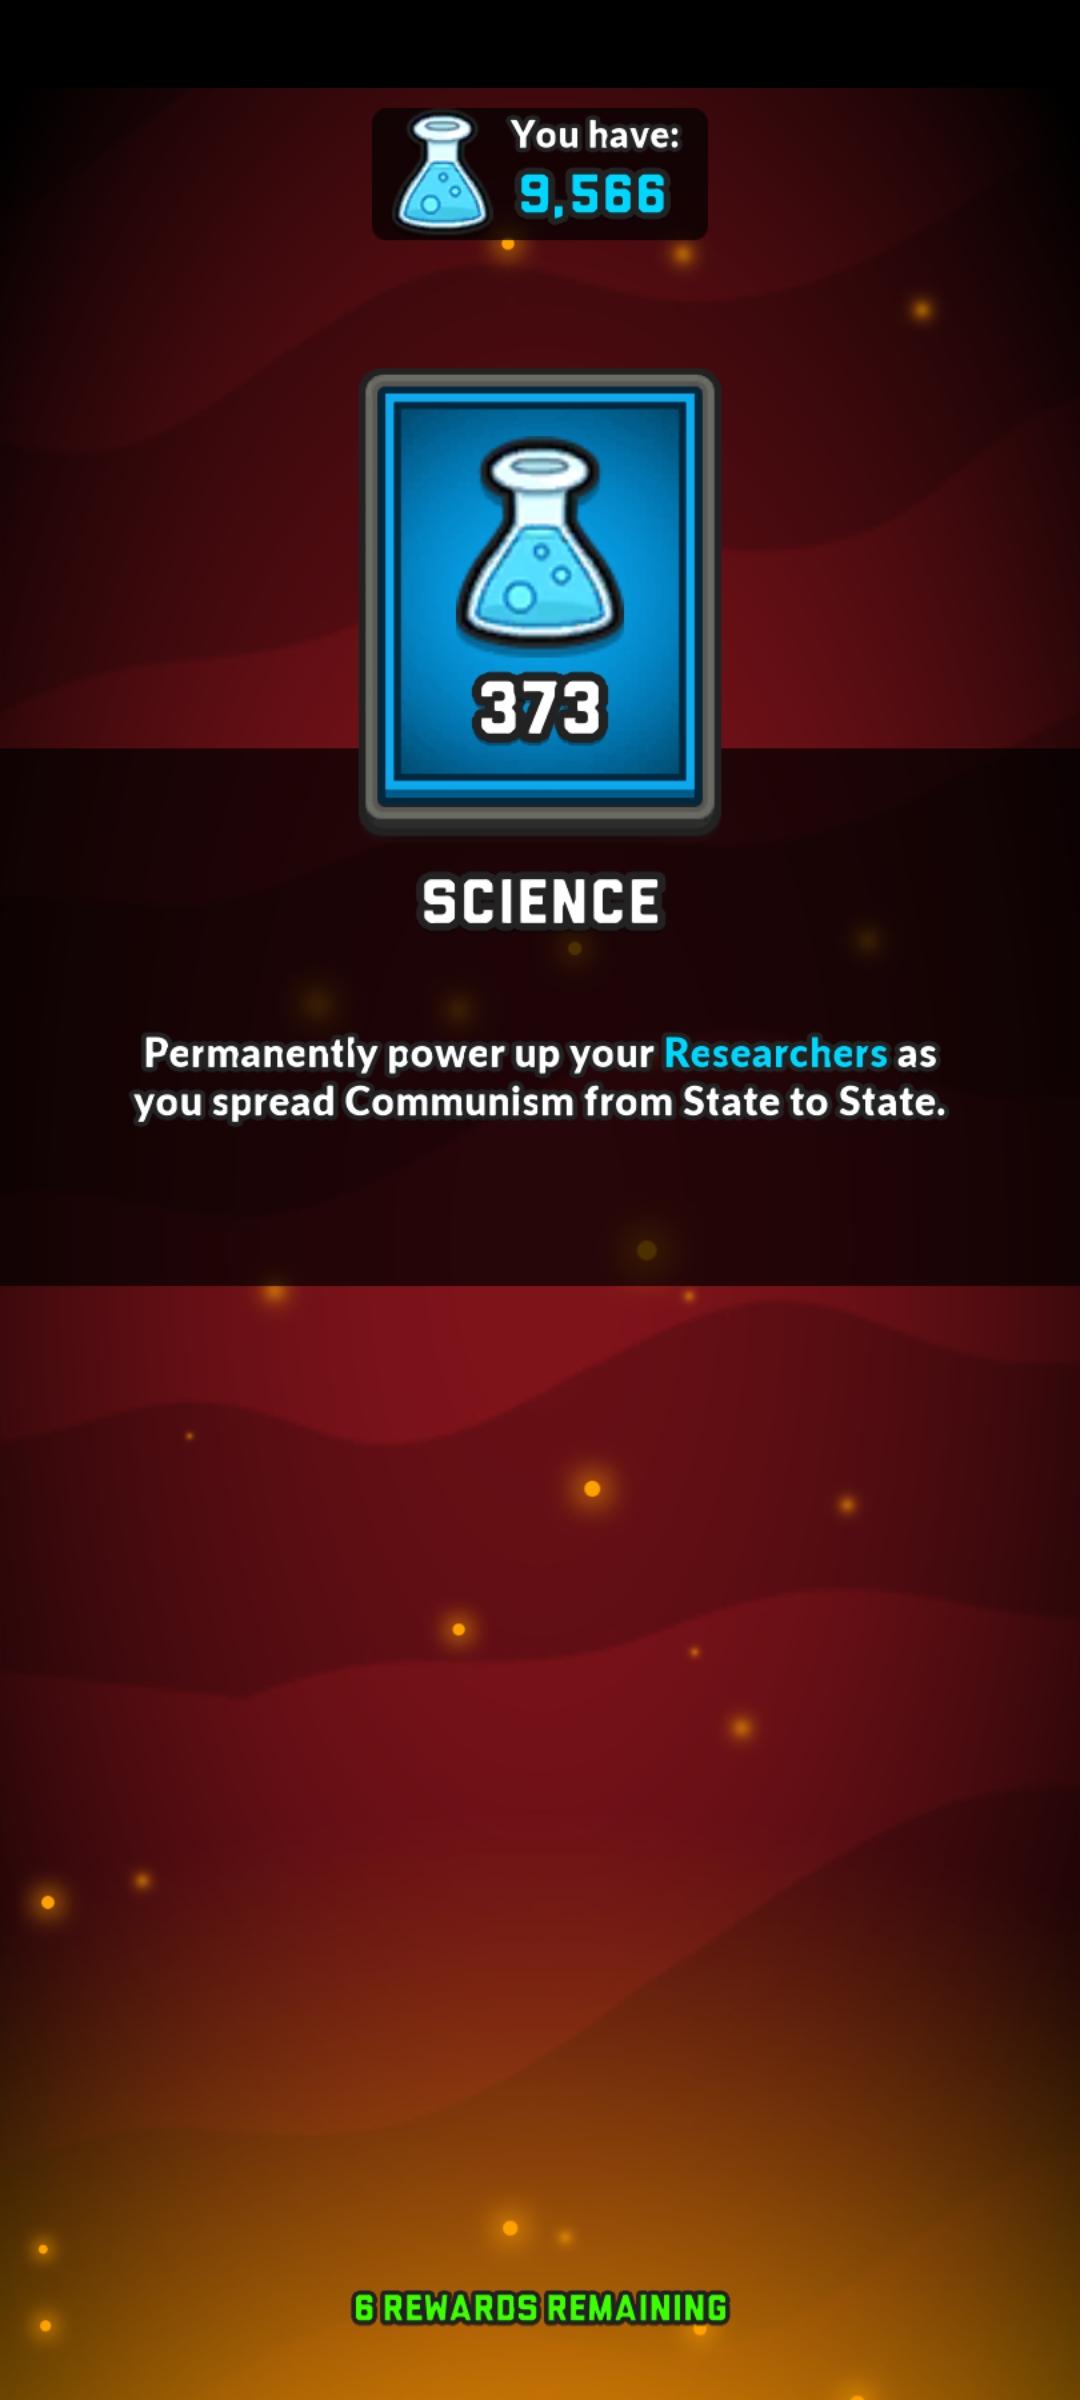 You have:
9,566
373
SCIENCE
Permanently power up your Researchers as
you spread Communism from State to State.
6 REWARDS REMAINING